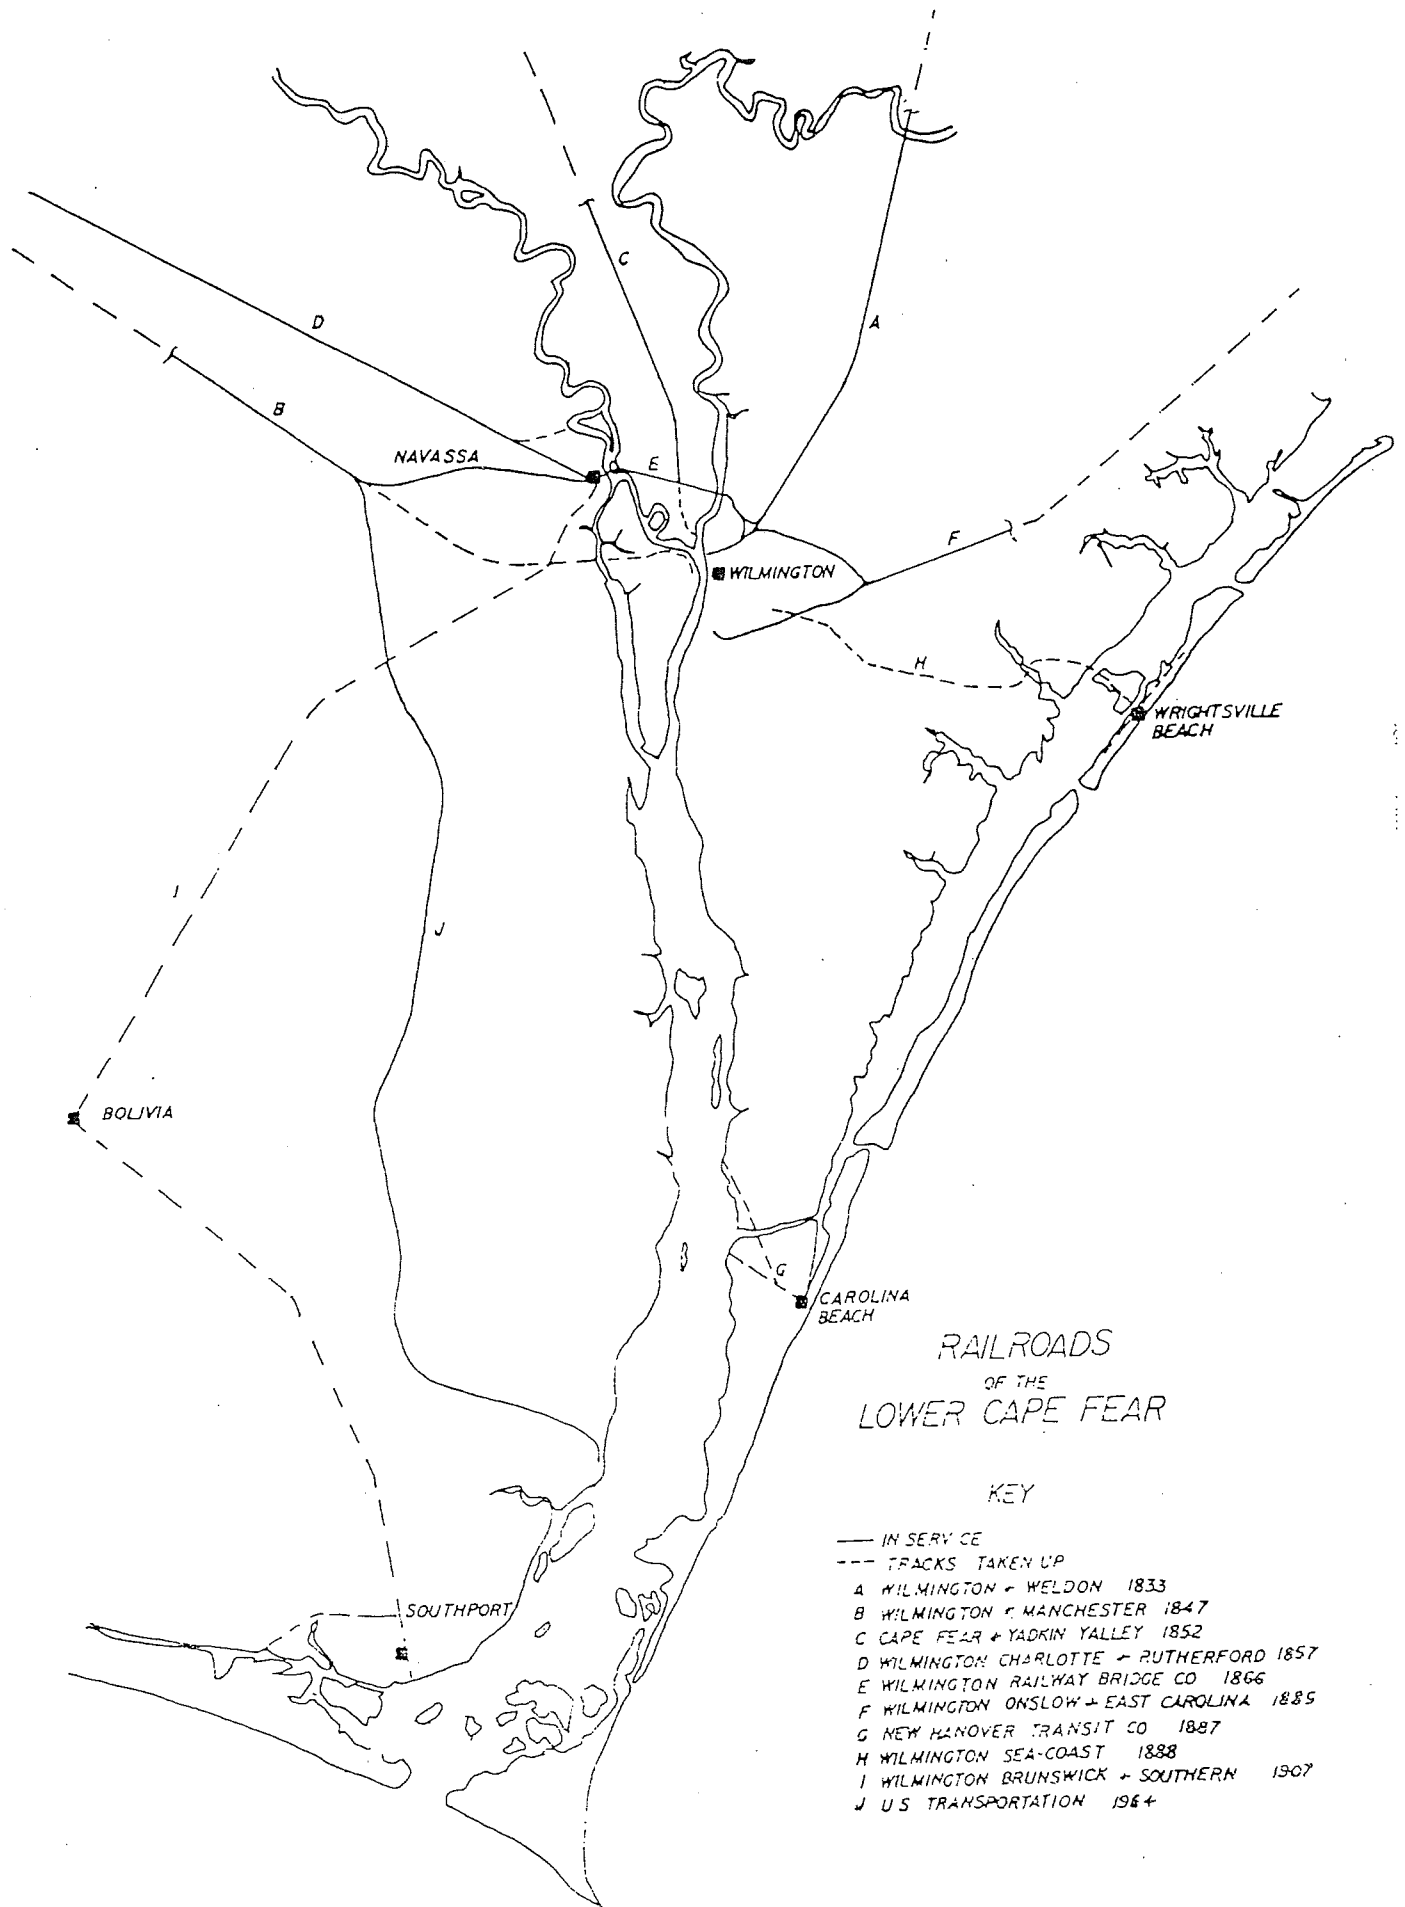 C
A
D
B
NAVASSA
E
F
WILMINGTON
H
WRIGHTSVILLE
BEACH
I
J
BOLIVIA
G
CAROLINA
BEACH
RAILROADS
OF THE
LOWER CAPE FEAR
KEY
IN SERVICE
TRACKS TAKEN UP
A WILMINGTON + WELDON 1833
B WILMINGTON + MANCHESTER 1847
C CAPE FEAR + YADKIN YALLEY 1852
D WILMINGTON CHARLOTTE + RUTHERFORD 1857
E WILMINGTON RAILWAY BRIDGE CO 1866
F WILMINGTON ONSLOW + EAST CAROLINA 1885
G NEW HANOVER TRANSIT CO 1887
H WILMINGTON SEA-COAST 1888
I WILMINGTON BRUNSWICK + SOUTHERN 1907
J U S TRANSPORTATION
SOUTHPORT